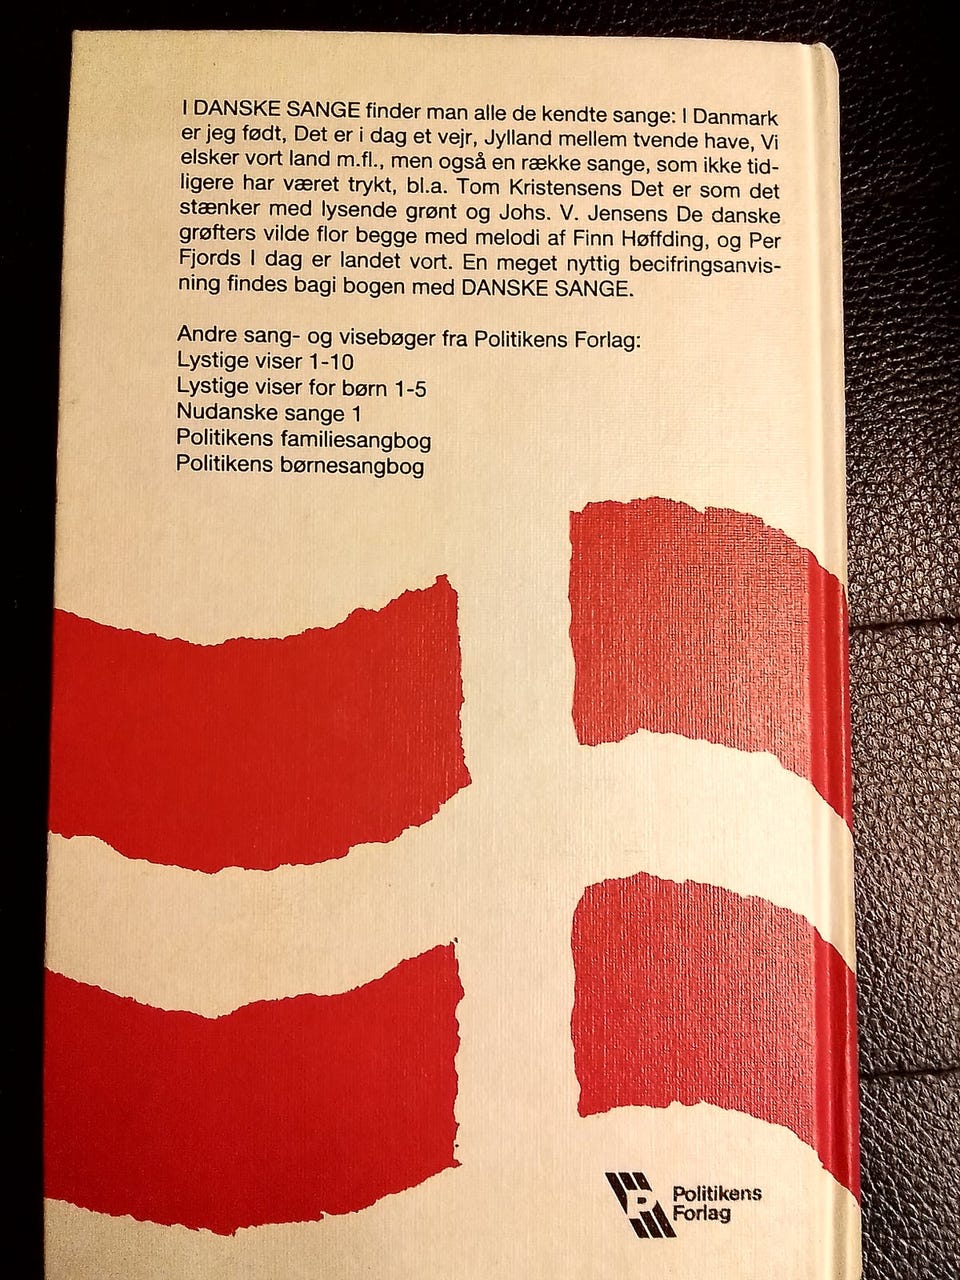 I DANSKE SANGE finder man alle de kendte sange: I Danmark
er jeg født, Det er i dag et vejr, Jylland mellem tvende have, Vi
elsker vort land m.fl., men også en række sange, som ikke tid-
ligere har været trykt, bl.a. Tom Kristensens Det er som det
stænker med lysende grønt og Johs. V. Jensens De danske
grøfters vilde flor begge med melodi af Finn Høffding, og Per
Fjords I dag er landet vort. En meget nyttig becifringsanvis-
ning findes bagi bogen med DANSKE SANGE.
Andre sang- og visebøger fra Politikens Forlag:
Lystige viser 1-10
Lystige viser for børn 1-5
Nudanske sange 1
Politikens familiesangbog
Politikens børnesangbog
Politikens
Forlag